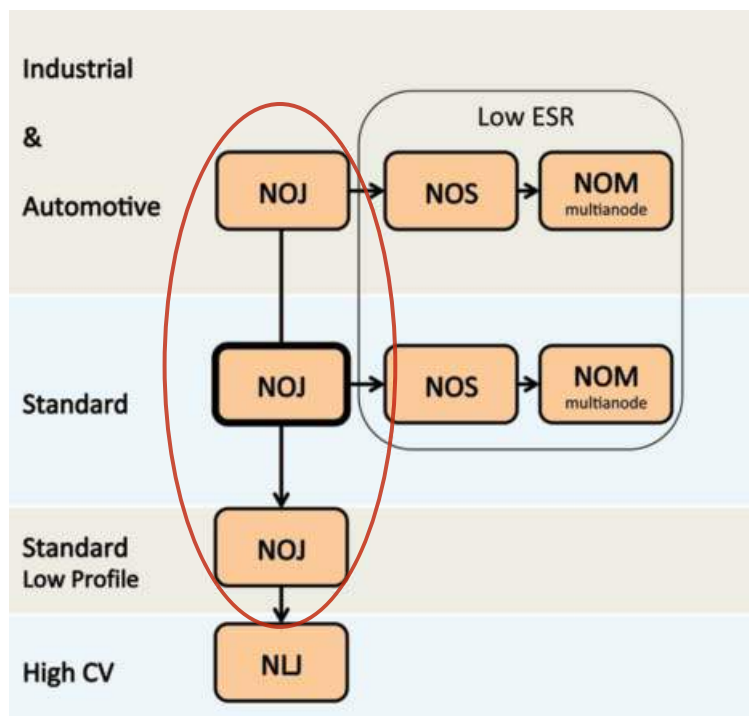 Industrial
&
Automotive
Low ESR
NOJ
NOS
NOM
multianode
Standard
NOJ
NOS
NOM
multianode
Standard
Low Profile
NOJ
High CV
NLJ